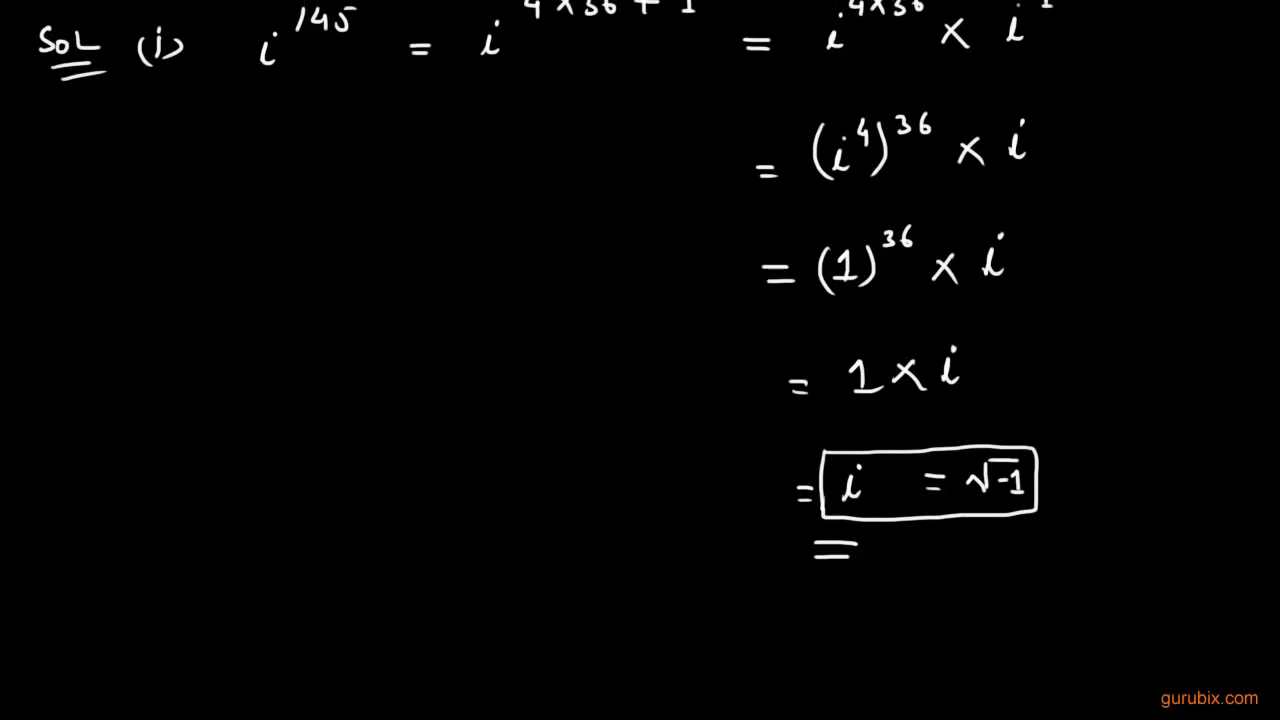 SOL (i) i^145 = i^(4×36+1) = i^(4×36) × i^1
= (i^4)^36 × i
= (1)^36 × i
= 1 × i
= i = √-1
gurubix.com